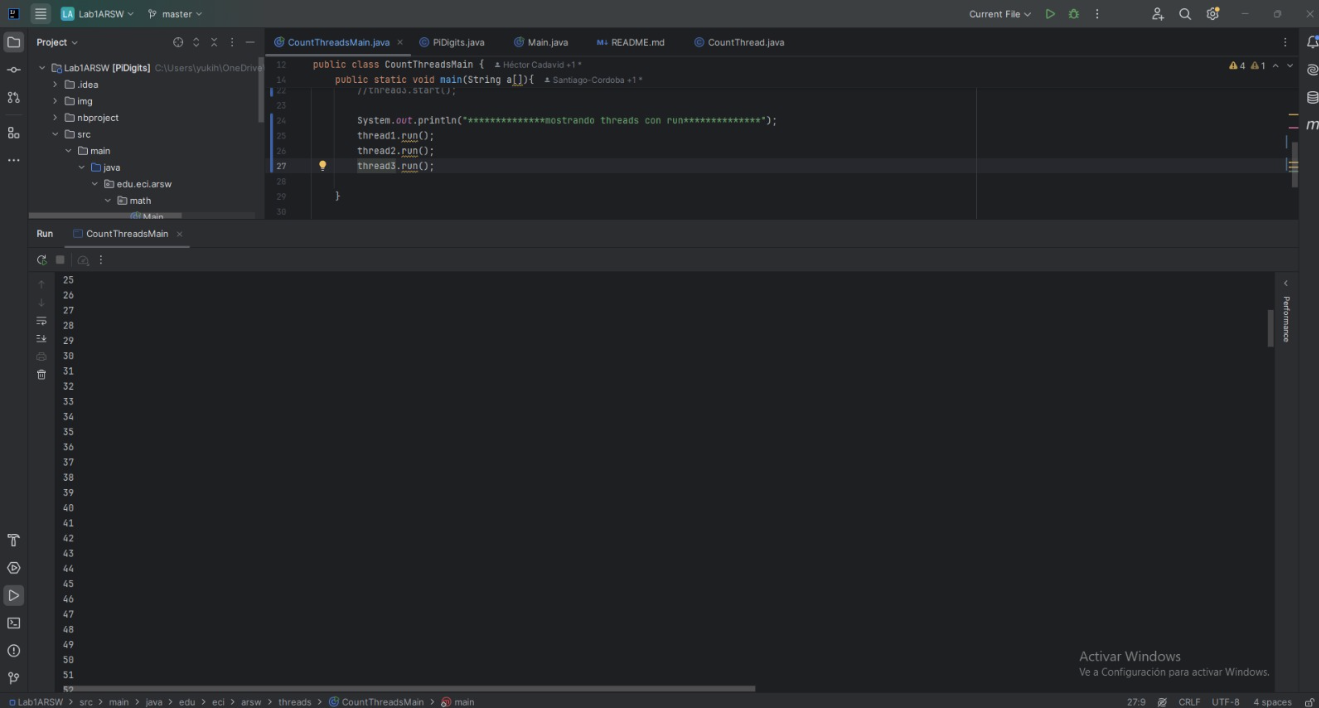 LA Lab1ARSW master Current File
Project
CountThreadsMain.java PiDigits.java Main.java README.md CountThread.java
Lab1ARSW [PiDigits] C:\Users\yukih\OneDrive
.idea
img
nbproject
src
main
java
edu.eci.arsw
math
Main
12 public class CountThreadsMain { Héctor Cadavid +1 *
14 public static void main(String a[]){ Santiago-Cordoba +1 *
22 //thread3.start();
23
24 System.out.println("**************mostrando threads con run**************");
25 thread1.run();
26 thread2.run();
27 thread3.run();
28
29 }
30
4 1
Run CountThreadsMain
25
26
27
28
29
30
31
32
33
34
35
36
37
38
39
40
41
42
43
44
45
46
47
48
49
50
51
52
Performance
Activar Windows
Ve a Configuración para activar Windows.
Lab1ARSW > src > main > java > edu > eci > arsw > threads > CountThreadsMain > main 27:9 CRLF UTF-8 4 spaces